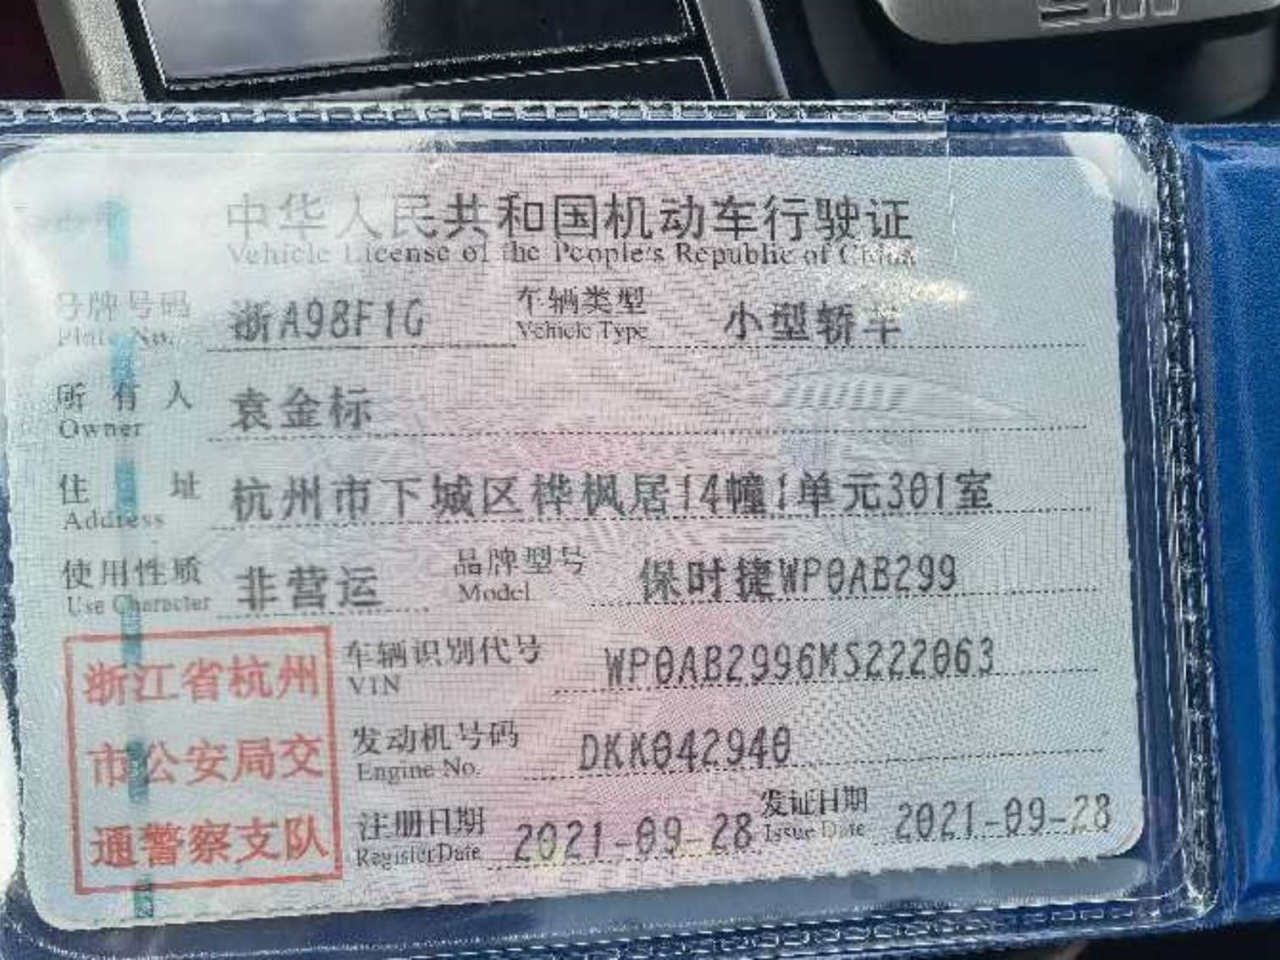 中华人民共和国机动车行驶证
Vehicle License of the People's Republic of China
号牌号码 浙A98F1G 车辆类型 小型轿车
Plate No. Vehicle Type
所有人 袁金标
Owner
住址 杭州市下城区桦枫居14幢1单元301室
Address
使用性质 非营运 品牌型号 保时捷WP0AB299
Use Character Model
车辆识别代号 WP0AB2996MS222063
VIN
发动机号码 DKK042940
Engine No.
注册日期 2021-09-28 发证日期 2021-09-28
Register Date Issue Date
浙江省杭州
市公安局交
通警察支队